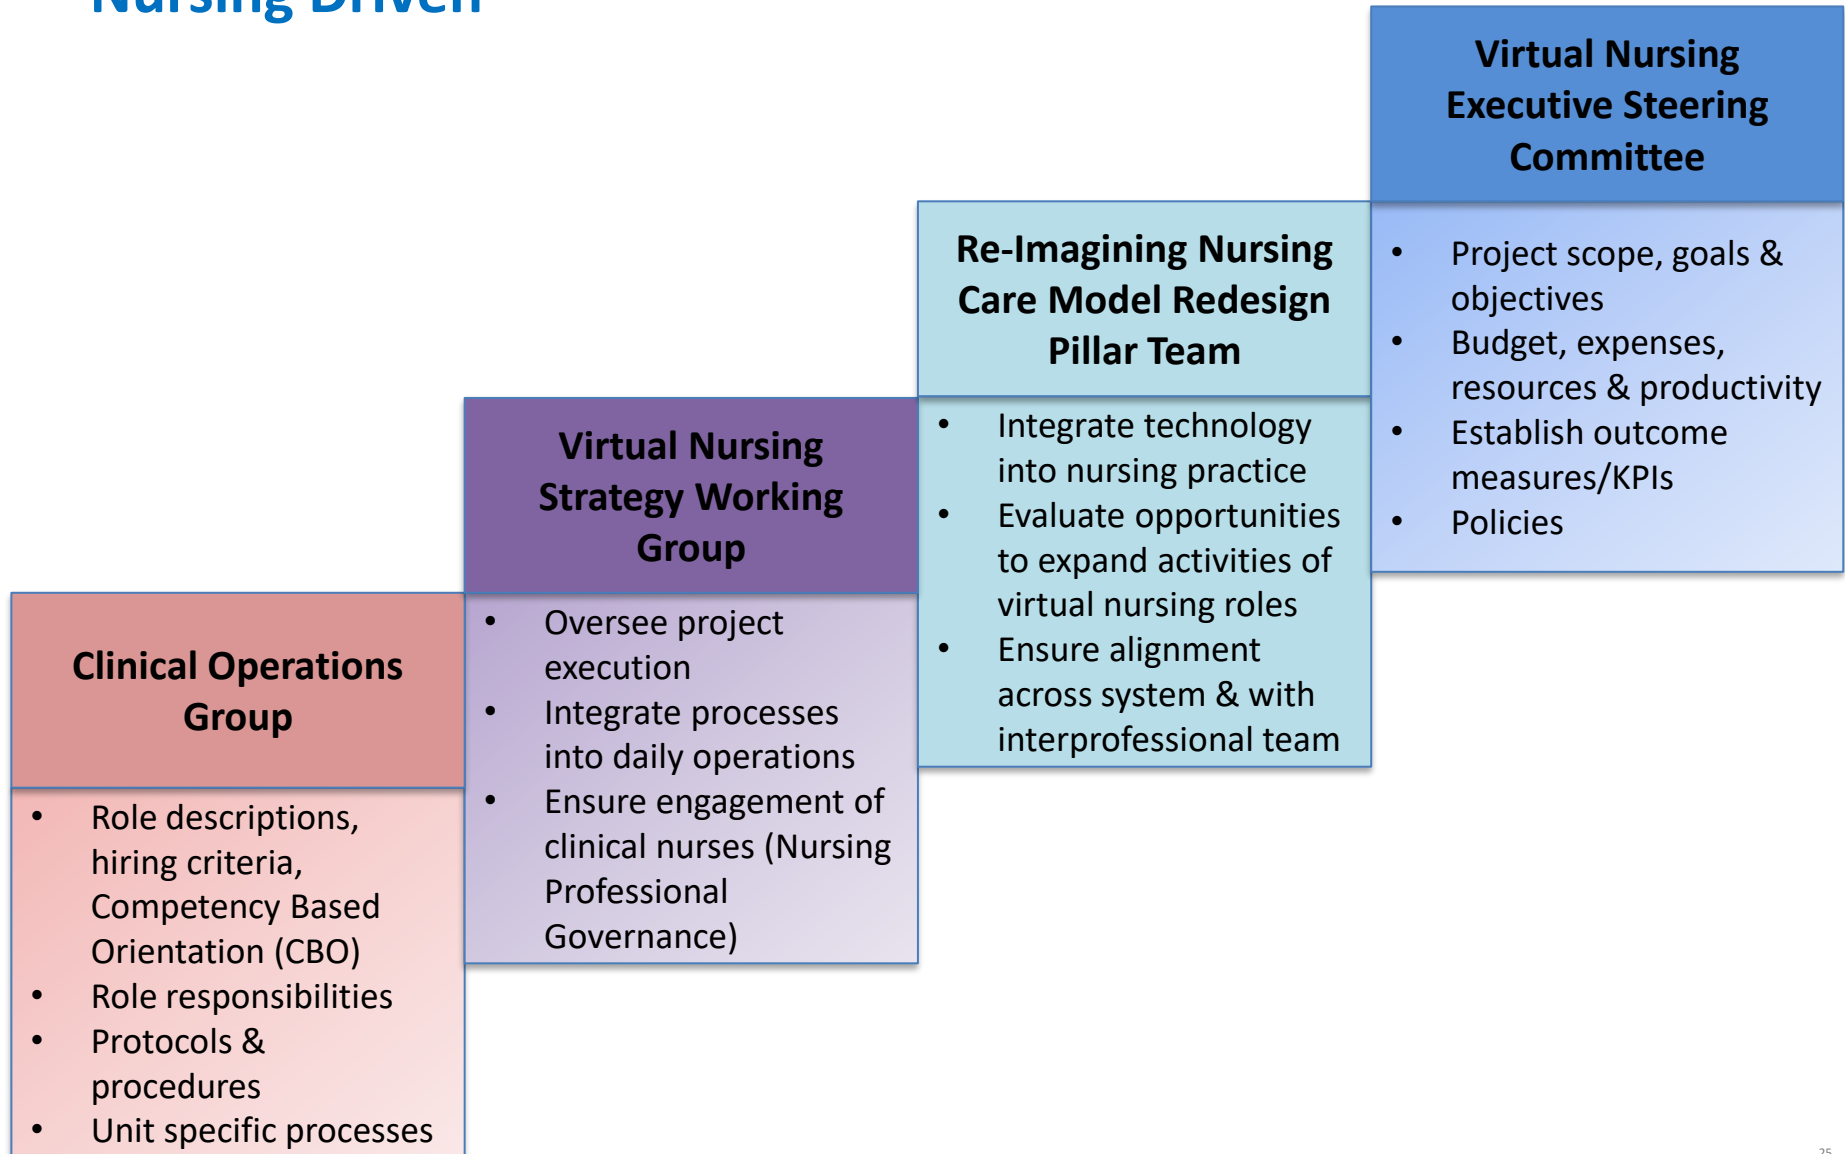 Nursing Driven
Virtual Nursing
Executive Steering
Committee
• Project scope, goals &
objectives
• Budget, expenses,
resources & productivity
• Establish outcome
measures/KPIs
• Policies
Re-Imagining Nursing
Care Model Redesign
Pillar Team
• Integrate technology
into nursing practice
• Evaluate opportunities
to expand activities of
virtual nursing roles
• Ensure alignment
across system & with
interprofessional team
Virtual Nursing
Strategy Working
Group
• Oversee project
execution
• Integrate processes
into daily operations
• Ensure engagement of
clinical nurses (Nursing
Professional
Governance)
Clinical Operations
Group
• Role descriptions,
hiring criteria,
Competency Based
Orientation (CBO)
• Role responsibilities
• Protocols &
procedures
• Unit specific processes
25